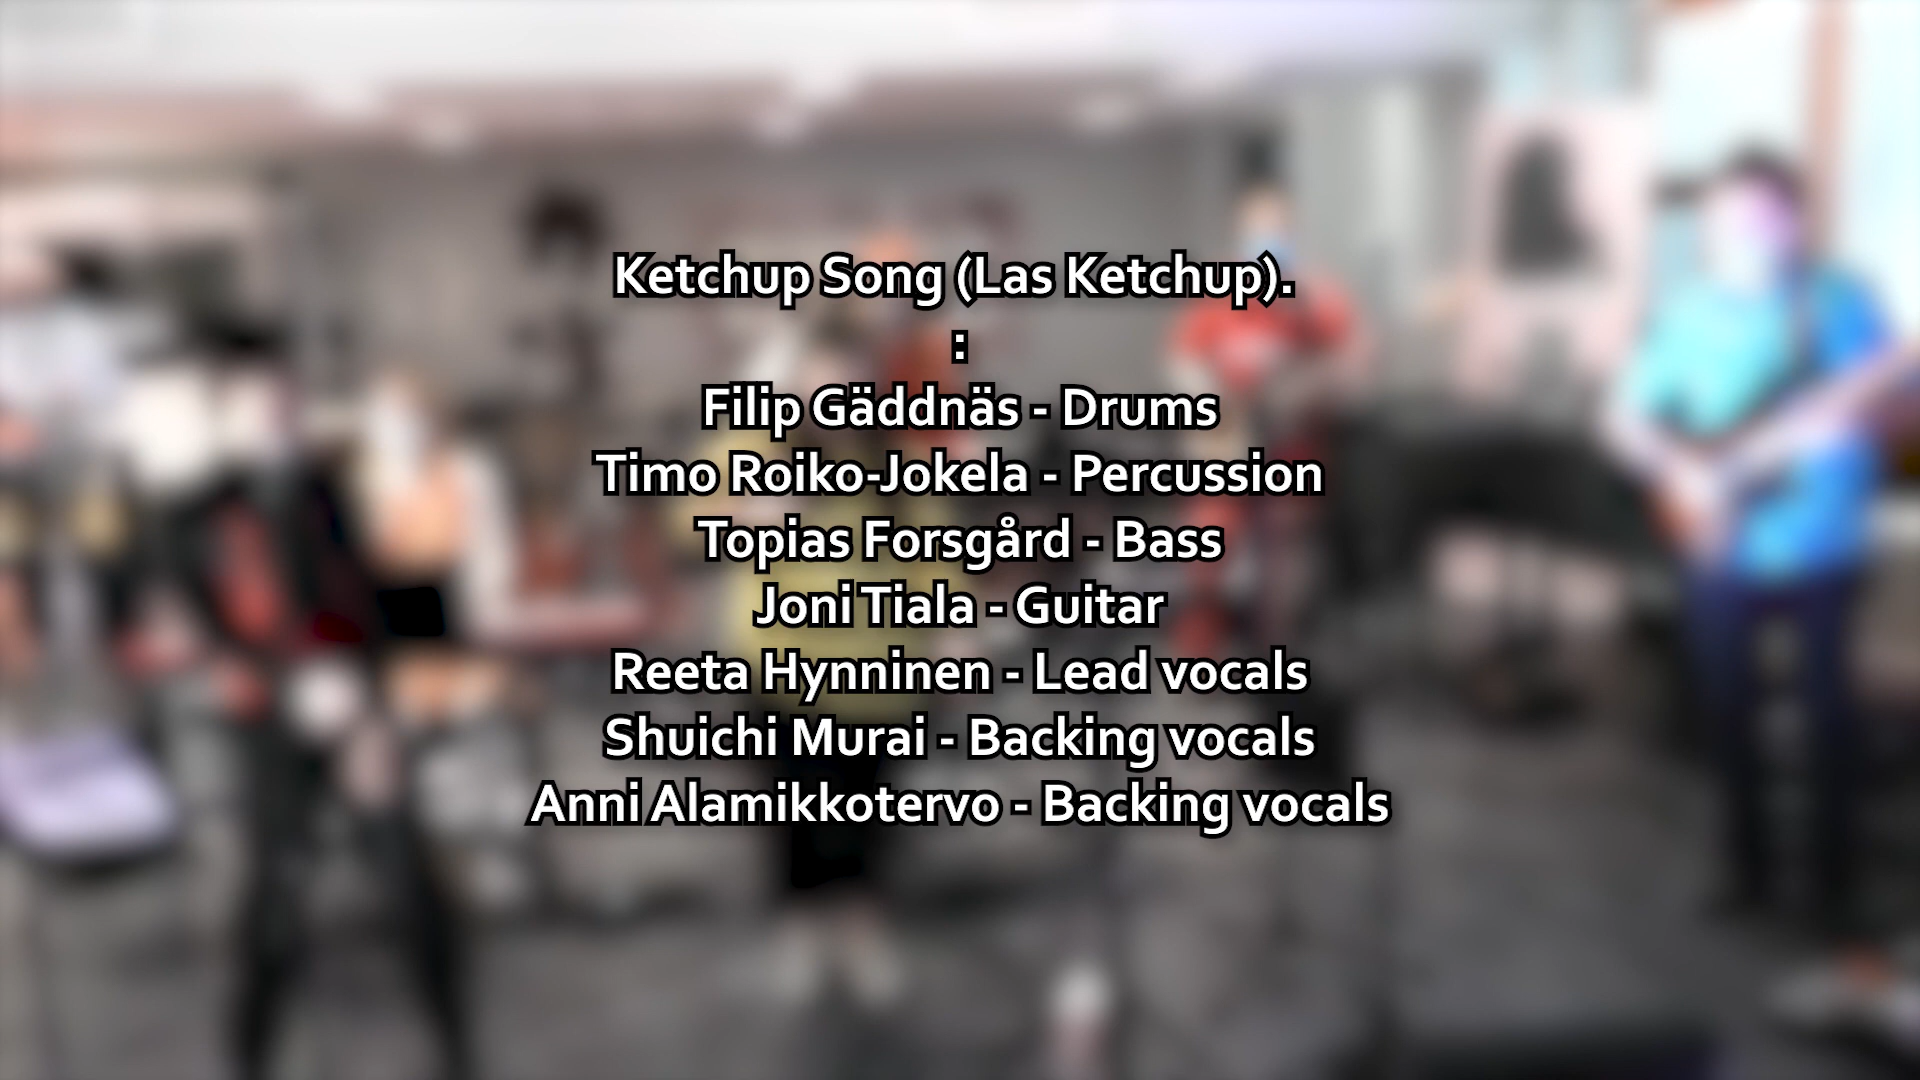 Ketchup Song (Las Ketchup).
:
Filip Gäddnäs - Drums
Timo Roiko-Jokela - Percussion
Topias Forsgård - Bass
Joni Tiala - Guitar
Reeta Hynninen - Lead vocals
Shuichi Murai - Backing vocals
Anni Alamikkotervo - Backing vocals